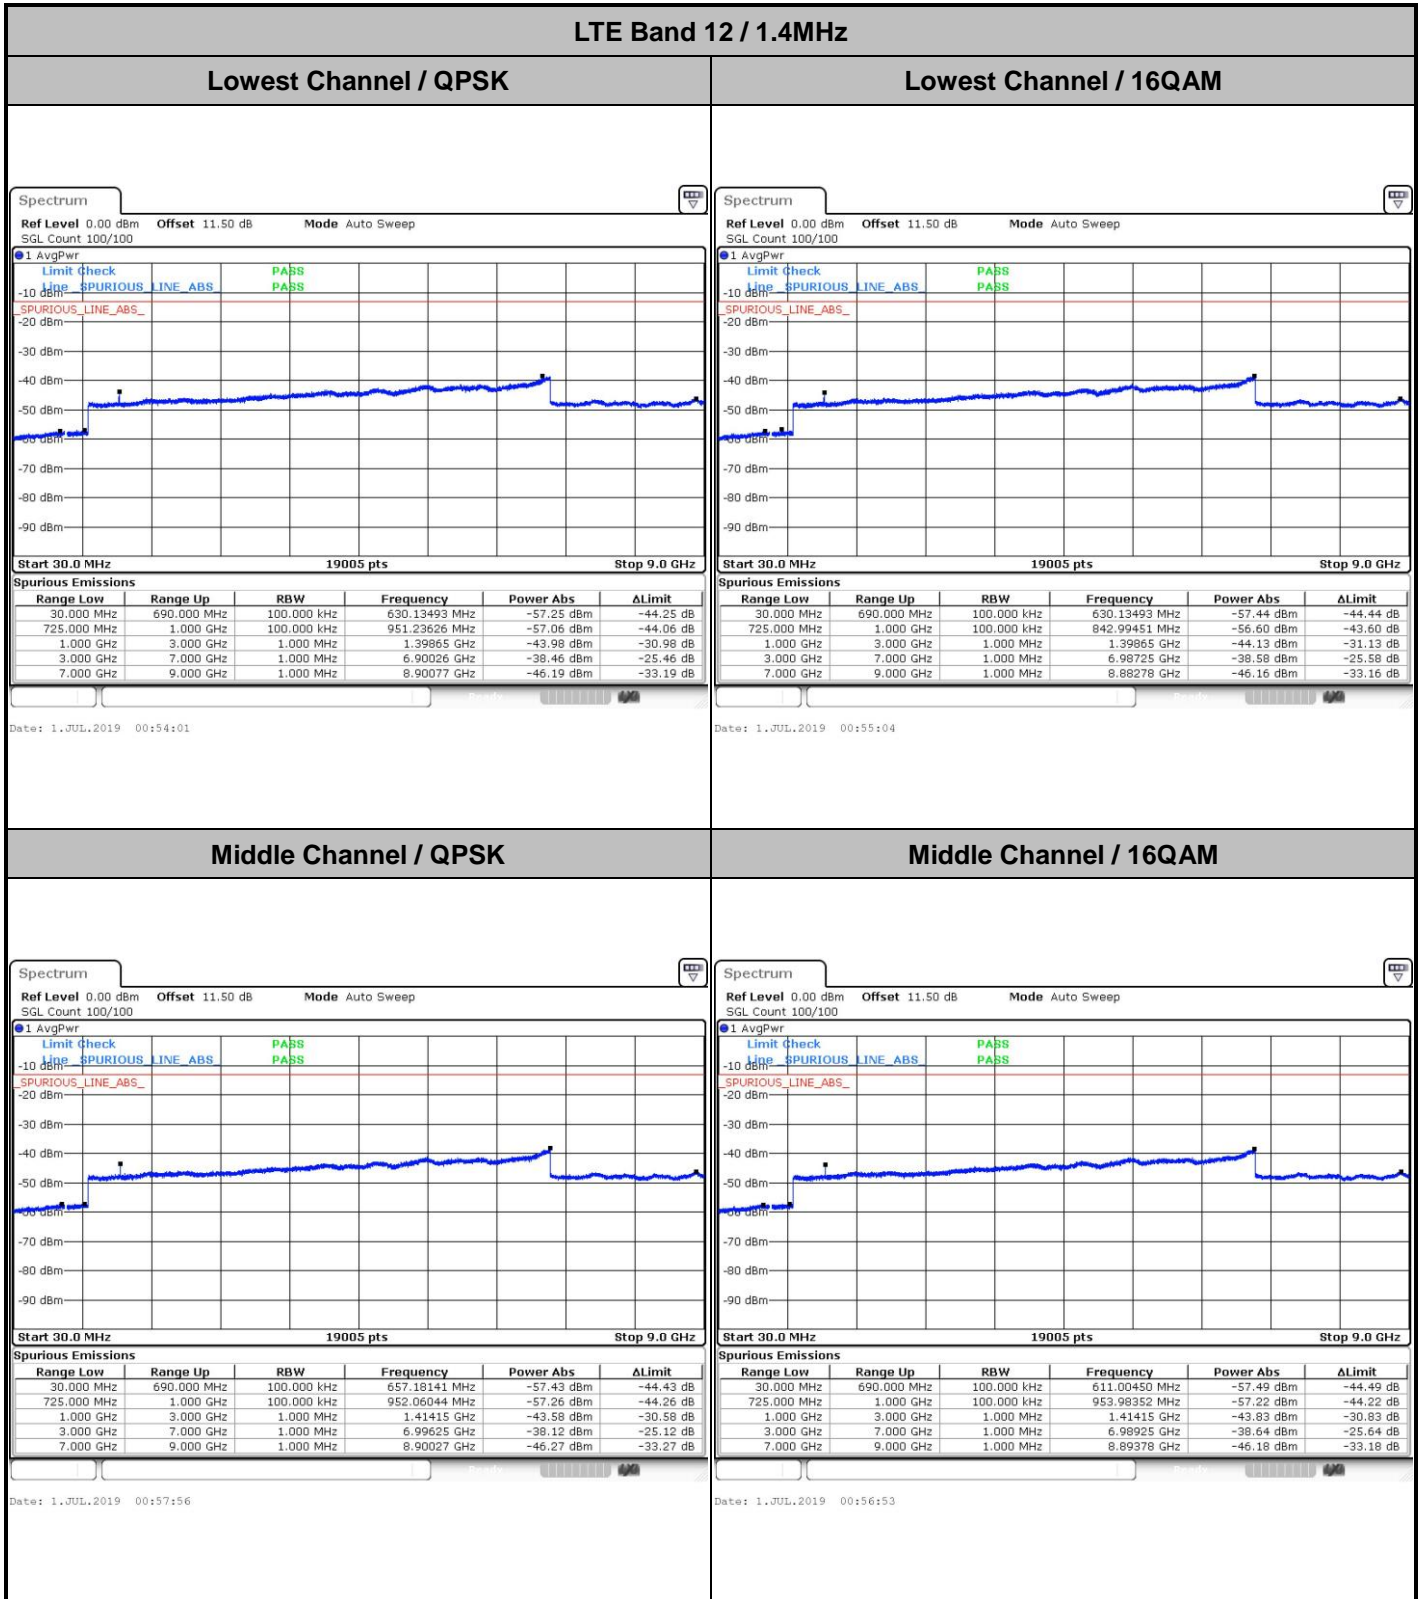 LTE Band 12 / 1.4MHz
Lowest Channel / QPSK
Lowest Channel / 16QAM
Spectrum
Ref Level 0.00 dBm Offset 11.50 dB Mode Auto Sweep
SGL Count 100/100
1 AvgPwr
Limit Check PASS
Line _SPURIOUS_LINE_ABS_ PASS
-10 dBm
_SPURIOUS_LINE_ABS_
-20 dBm
-30 dBm
-40 dBm
-50 dBm
-60 dBm
-70 dBm
-80 dBm
-90 dBm
Start 30.0 MHz 19005 pts Stop 9.0 GHz
Spurious Emissions
Range Low Range Up RBW Frequency Power Abs ΔLimit
30.000 MHz 690.000 MHz 100.000 kHz 630.13493 MHz -57.25 dBm -44.25 dB
725.000 MHz 1.000 GHz 100.000 kHz 951.23626 MHz -57.06 dBm -44.06 dB
1.000 GHz 3.000 GHz 1.000 MHz 1.39865 GHz -43.98 dBm -30.98 dB
3.000 GHz 7.000 GHz 1.000 MHz 6.90026 GHz -38.46 dBm -25.46 dB
7.000 GHz 9.000 GHz 1.000 MHz 8.90077 GHz -46.19 dBm -33.19 dB
Ready
Date: 1.JUL.2019 00:54:01
Spectrum
Ref Level 0.00 dBm Offset 11.50 dB Mode Auto Sweep
SGL Count 100/100
1 AvgPwr
Limit Check PASS
Line _SPURIOUS_LINE_ABS_ PASS
-10 dBm
_SPURIOUS_LINE_ABS_
-20 dBm
-30 dBm
-40 dBm
-50 dBm
-60 dBm
-70 dBm
-80 dBm
-90 dBm
Start 30.0 MHz 19005 pts Stop 9.0 GHz
Spurious Emissions
Range Low Range Up RBW Frequency Power Abs ΔLimit
30.000 MHz 690.000 MHz 100.000 kHz 630.13493 MHz -57.44 dBm -44.44 dB
725.000 MHz 1.000 GHz 100.000 kHz 842.99451 MHz -56.60 dBm -43.60 dB
1.000 GHz 3.000 GHz 1.000 MHz 1.39865 GHz -44.13 dBm -31.13 dB
3.000 GHz 7.000 GHz 1.000 MHz 6.98725 GHz -38.58 dBm -25.58 dB
7.000 GHz 9.000 GHz 1.000 MHz 8.88278 GHz -46.16 dBm -33.16 dB
Ready
Date: 1.JUL.2019 00:55:04
Middle Channel / QPSK
Middle Channel / 16QAM
Spectrum
Ref Level 0.00 dBm Offset 11.50 dB Mode Auto Sweep
SGL Count 100/100
1 AvgPwr
Limit Check PASS
Line _SPURIOUS_LINE_ABS_ PASS
-10 dBm
_SPURIOUS_LINE_ABS_
-20 dBm
-30 dBm
-40 dBm
-50 dBm
-60 dBm
-70 dBm
-80 dBm
-90 dBm
Start 30.0 MHz 19005 pts Stop 9.0 GHz
Spurious Emissions
Range Low Range Up RBW Frequency Power Abs ΔLimit
30.000 MHz 690.000 MHz 100.000 kHz 657.18141 MHz -57.43 dBm -44.43 dB
725.000 MHz 1.000 GHz 100.000 kHz 952.06044 MHz -57.26 dBm -44.26 dB
1.000 GHz 3.000 GHz 1.000 MHz 1.41415 GHz -43.58 dBm -30.58 dB
3.000 GHz 7.000 GHz 1.000 MHz 6.99625 GHz -38.12 dBm -25.12 dB
7.000 GHz 9.000 GHz 1.000 MHz 8.90027 GHz -46.27 dBm -33.27 dB
Ready
Date: 1.JUL.2019 00:57:56
Spectrum
Ref Level 0.00 dBm Offset 11.50 dB Mode Auto Sweep
SGL Count 100/100
1 AvgPwr
Limit Check PASS
Line _SPURIOUS_LINE_ABS_ PASS
-10 dBm
_SPURIOUS_LINE_ABS_
-20 dBm
-30 dBm
-40 dBm
-50 dBm
-60 dBm
-70 dBm
-80 dBm
-90 dBm
Start 30.0 MHz 19005 pts Stop 9.0 GHz
Spurious Emissions
Range Low Range Up RBW Frequency Power Abs ΔLimit
30.000 MHz 690.000 MHz 100.000 kHz 611.00450 MHz -57.49 dBm -44.49 dB
725.000 MHz 1.000 GHz 100.000 kHz 953.98352 MHz -57.22 dBm -44.22 dB
1.000 GHz 3.000 GHz 1.000 MHz 1.41415 GHz -43.83 dBm -30.83 dB
3.000 GHz 7.000 GHz 1.000 MHz 6.98925 GHz -38.64 dBm -25.64 dB
7.000 GHz 9.000 GHz 1.000 MHz 8.89378 GHz -46.18 dBm -33.18 dB
Ready
Date: 1.JUL.2019 00:56:53